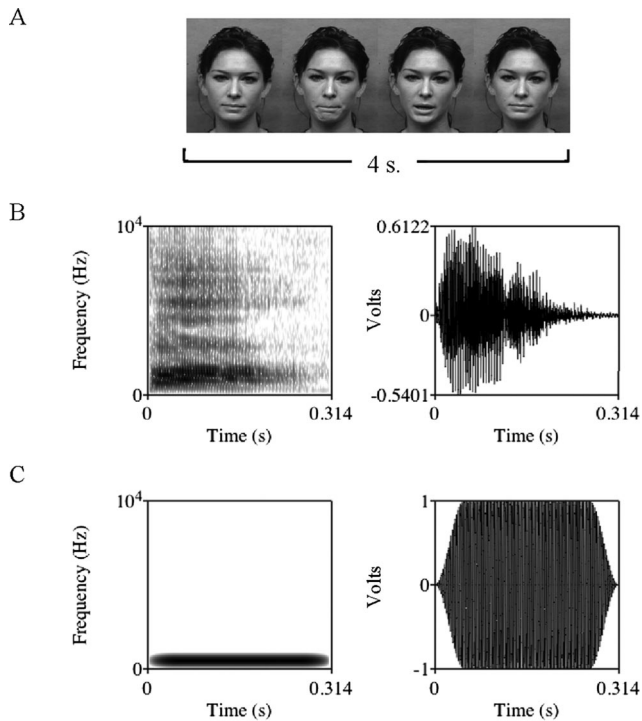 A
4 s.
B
10⁴
Frequency (Hz)
0
0
0.314
Time (s)
0.6122
Volts
0
-0.5401
0
0.314
Time (s)
C
10⁴
Frequency (Hz)
0
0
0.314
Time (s)
1
Volts
0
-1
0
0.314
Time (s)